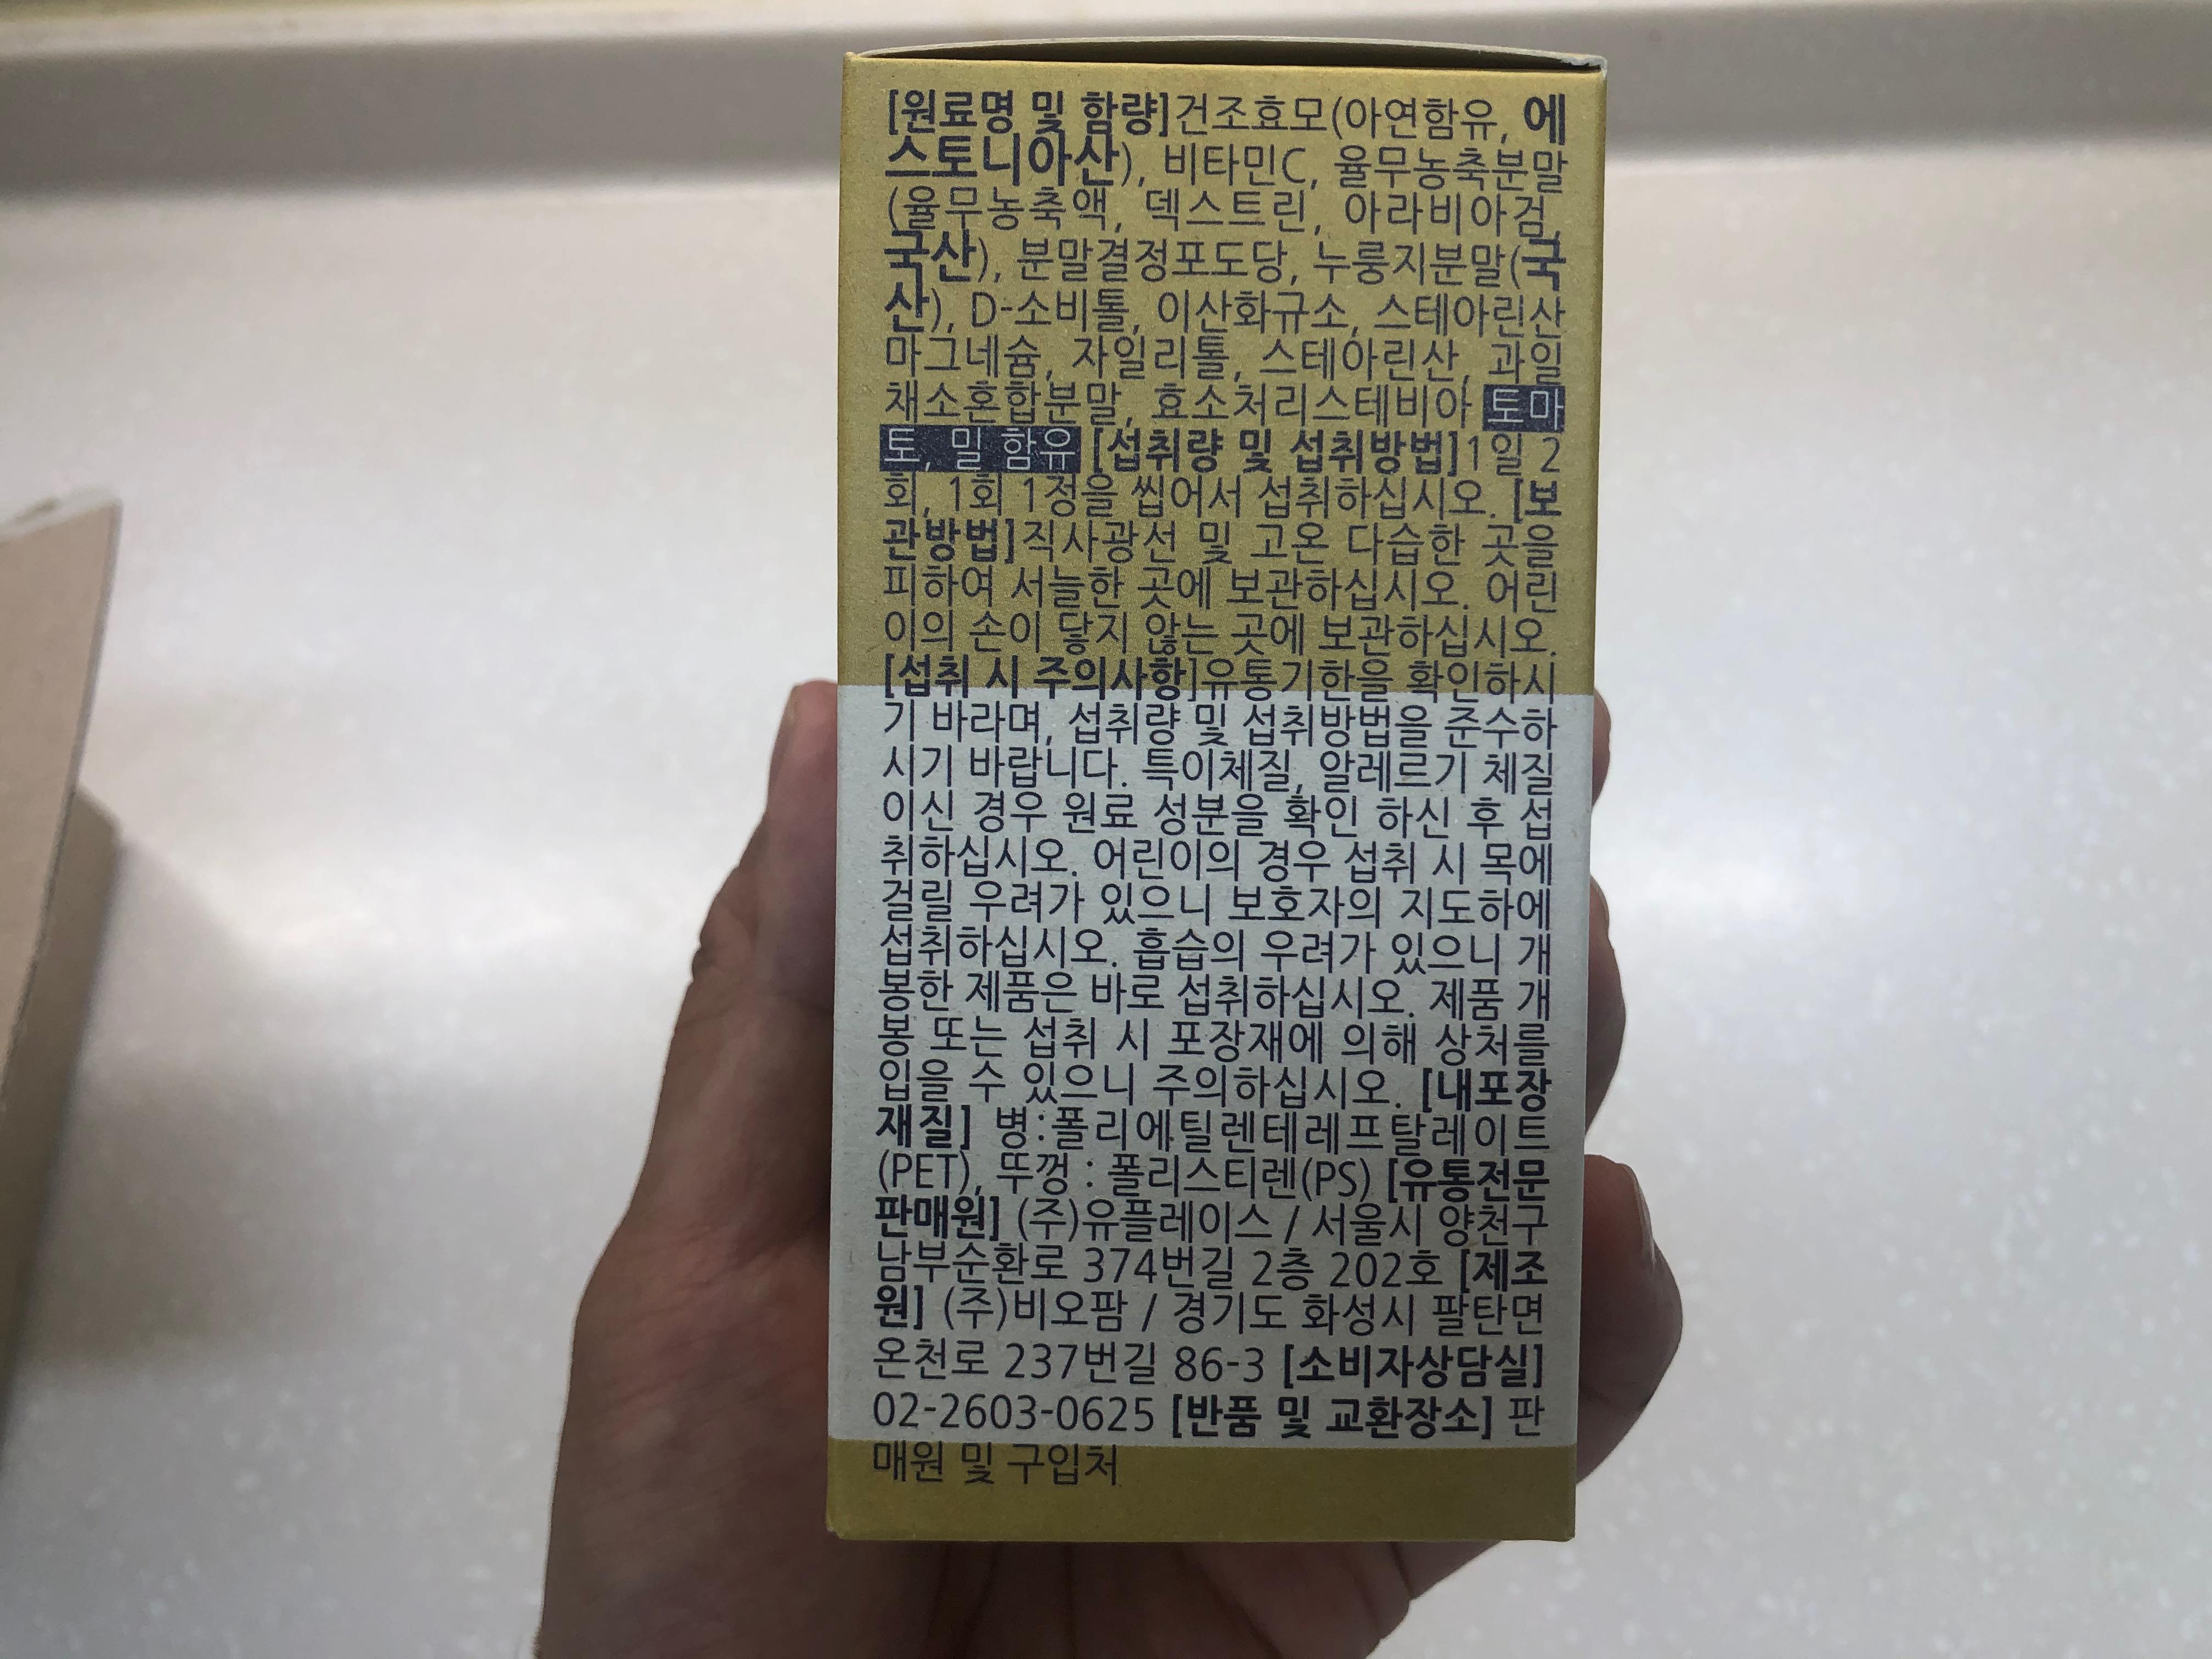 [원료명 및 함량]건조효모(아연함유, 에
스토니아산), 비타민C, 율무농축분말
(율무농축액, 덱스트린, 아라비아검,
국산), 분말결정포도당, 누룽지분말(국
산), D-소비톨, 이산화규소, 스테아린산
마그네슘, 자일리톨, 스테아린산, 과일
채소혼합분말, 효소처리스테비아 토마
토, 밀 함유 [섭취량 및 섭취방법]1일 2
회, 1회 1정을 씹어서 섭취하십시오. [보
관방법]직사광선 및 고온 다습한 곳을
피하여 서늘한 곳에 보관하십시오. 어린
이의 손이 닿지 않는 곳에 보관하십시오.
[섭취 시 주의사항]유통기한을 확인하시
기 바라며, 섭취량 및 섭취방법을 준수하
시기 바랍니다. 특이체질, 알레르기 체질
이신 경우 원료 성분을 확인 하신 후 섭
취하십시오. 어린이의 경우 섭취 시 목에
걸릴 우려가 있으니 보호자의 지도하에
섭취하십시오. 흡습의 우려가 있으니 개
봉한 제품은 바로 섭취하십시오. 제품 개
봉 또는 섭취 시 포장재에 의해 상처를
입을 수 있으니 주의하십시오. [내포장
재질] 병:폴리에틸렌테레프탈레이트
(PET), 뚜껑 : 폴리스티렌(PS) [유통전문
판매원] (주)유플레이스 / 서울시 양천구
남부순환로 374번길 2층 202호 [제조
원] (주)비오팜 / 경기도 화성시 팔탄면
온천로 237번길 86-3 [소비자상담실]
02-2603-0625 [반품 및 교환장소] 판
매원 및 구입처